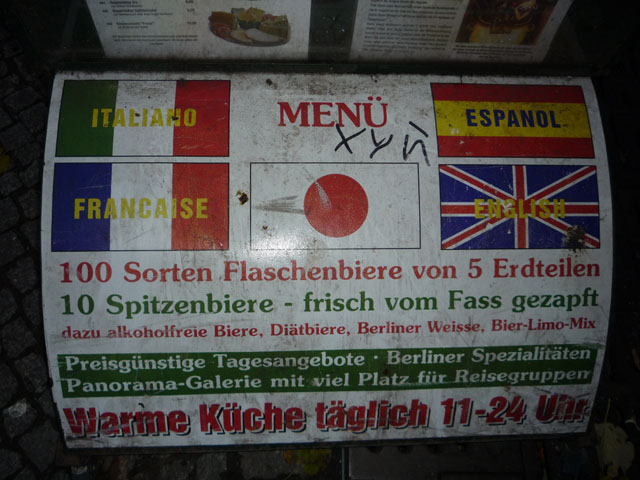 ITALIANO
MENÜ
ESPANOL
хуй
FRANCAISE
ENGLISH
100 Sorten Flaschenbiere von 5 Erdteilen
10 Spitzenbiere - frisch vom Fass gezapft
dazu alkoholfreie Biere, Diätbiere, Berliner Weisse, Bier-Limo-Mix
Preisgünstige Tagesangebote · Berliner Spezialitäten
Panorama-Galerie mit viel Platz für Reisegruppen
Warme Küche täglich 11-24 Uhr